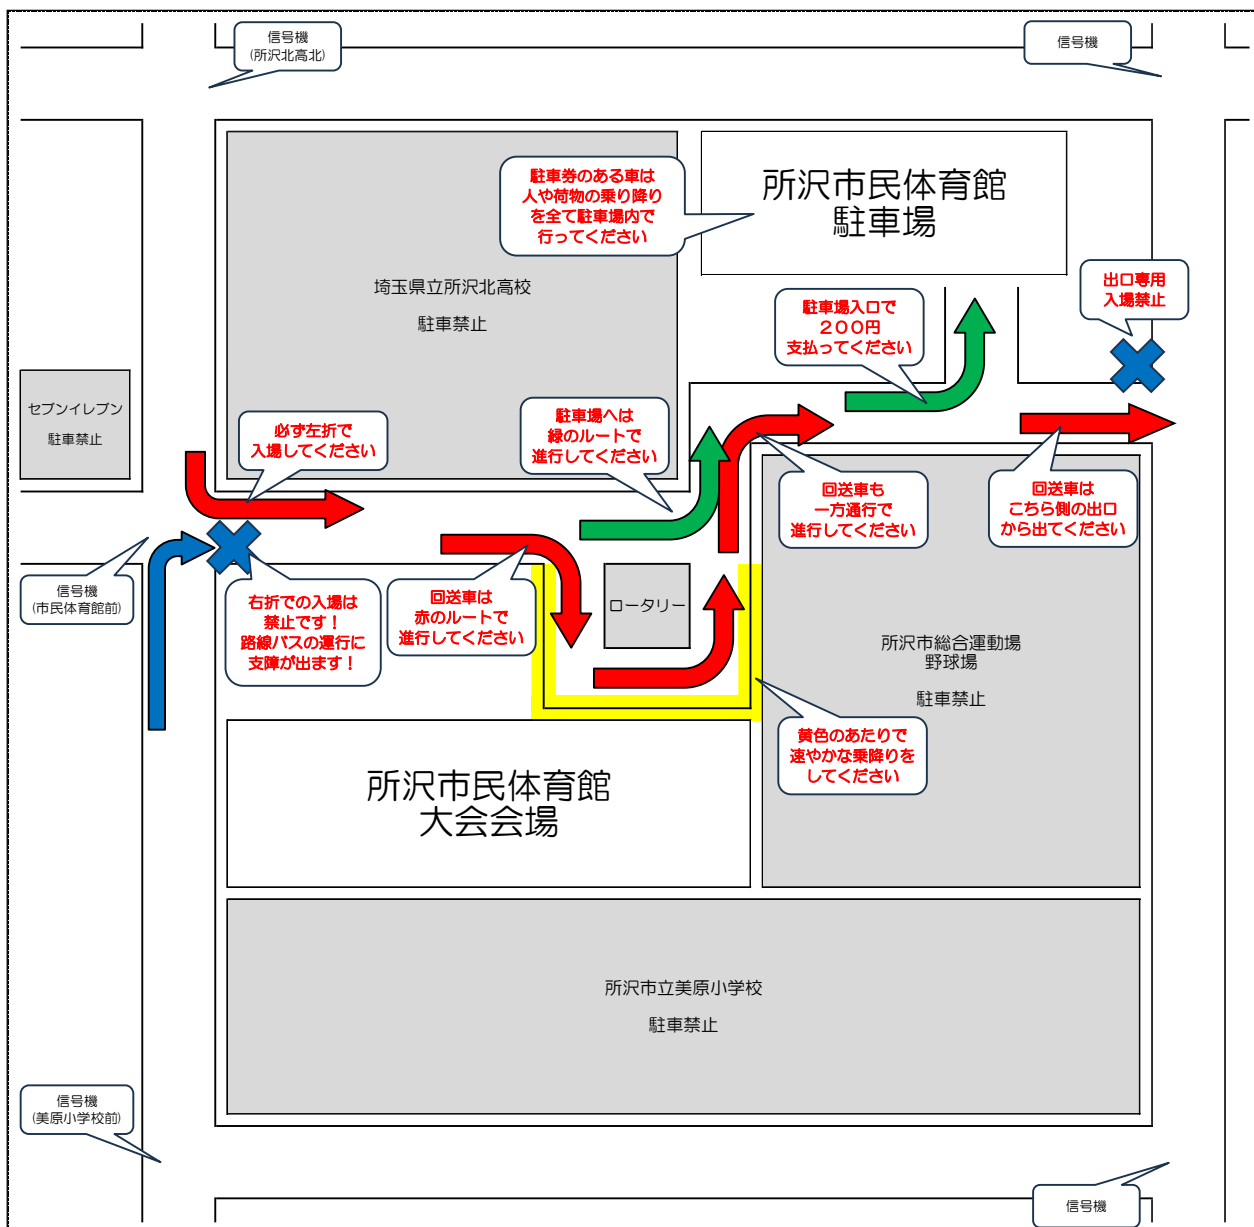 信号機
(所沢北高北)
信号機
駐車券のある車は
人や荷物の乗り降り
を全て駐車場内で
行ってください
所沢市民体育館
駐車場
埼玉県立所沢北高校
駐車禁止
出口専用
入場禁止
駐車場入口で
２００円
支払ってください
セブンイレブン
駐車禁止
必ず左折で
入場してください
駐車場へは
緑のルートで
進行してください
回送車も
一方通行で
進行してください
回送車は
こちら側の出口
から出てください
信号機
(市民体育館前)
右折での入場は
禁止です！
路線バスの運行に
支障が出ます！
回送車は
赤のルートで
進行してください
ロータリー
所沢市総合運動場
野球場
駐車禁止
黄色のあたりで
速やかな乗降りを
してください
所沢市民体育館
大会会場
所沢市立美原小学校
駐車禁止
信号機
(美原小学校前)
信号機